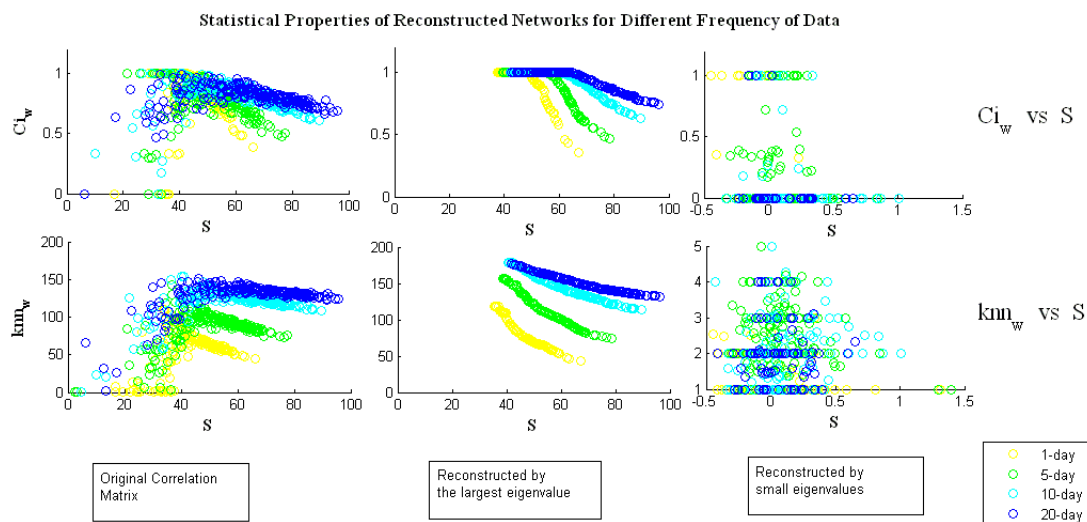 Statistical Properties of Reconstructed Networks for Different Frequency of Data
1
0.5
0
Ci_w
0 20 40 60 80 100
S
1
0.5
0
0 20 40 60 80 100
S
1
0.5
0
-0.5 0 0.5 1 1.5
S
Ci_w vs S
200
150
100
50
0
knn_w
0 20 40 60 80 100
S
200
150
100
50
0
0 20 40 60 80 100
S
5
4
3
2
1
-0.5 0 0.5 1 1.5
S
knn_w vs S
Original Correlation
Matrix
Reconstructed by
the largest eigenvalue
Reconstructed by
small eigenvalues
1-day
5-day
10-day
20-day